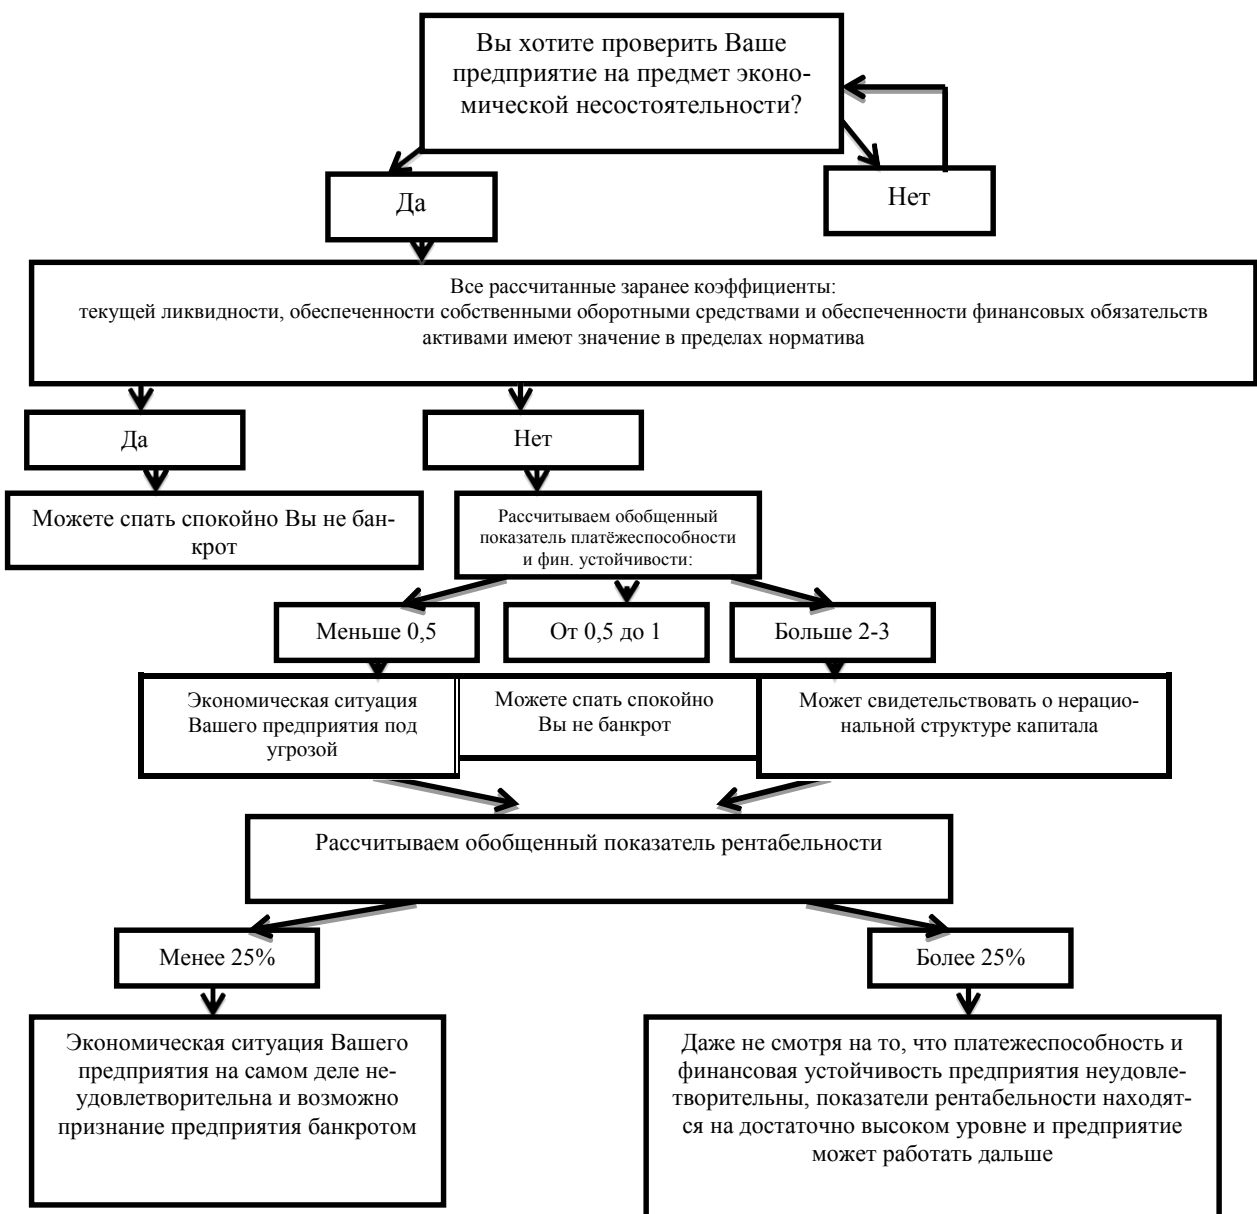 Вы хотите проверить Ваше
предприятие на предмет эконо-
мической несостоятельности?
Да
Нет
Все рассчитанные заранее коэффициенты:
текущей ликвидности, обеспеченности собственными оборотными средствами и обеспеченности финансовых обязательств
активами имеют значение в пределах норматива
Да
Нет
Можете спать спокойно Вы не бан-
крот
Рассчитываем обобщенный
показатель платёжеспособности
и фин. устойчивости:
Меньше 0,5
От 0,5 до 1
Больше 2-3
Экономическая ситуация
Вашего предприятия под
угрозой
Можете спать спокойно
Вы не банкрот
Может свидетельствовать о нерацио-
нальной структуре капитала
Рассчитываем обобщенный показатель рентабельности
Менее 25%
Более 25%
Экономическая ситуация Вашего
предприятия на самом деле не-
удовлетворительна и возможно
признание предприятия банкротом
Даже не смотря на то, что платежеспособность и
финансовая устойчивость предприятия неудовле-
творительны, показатели рентабельности находят-
ся на достаточно высоком уровне и предприятие
может работать дальше